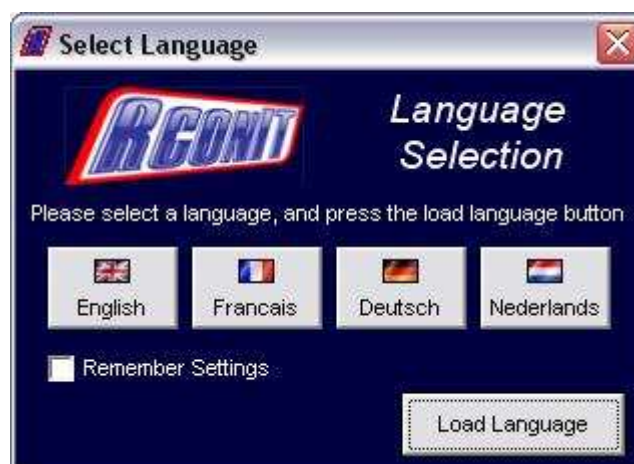 Select Language
RCONIT
Language
Selection
Please select a language, and press the load language button
English Francais Deutsch Nederlands
Remember Settings
Load Language